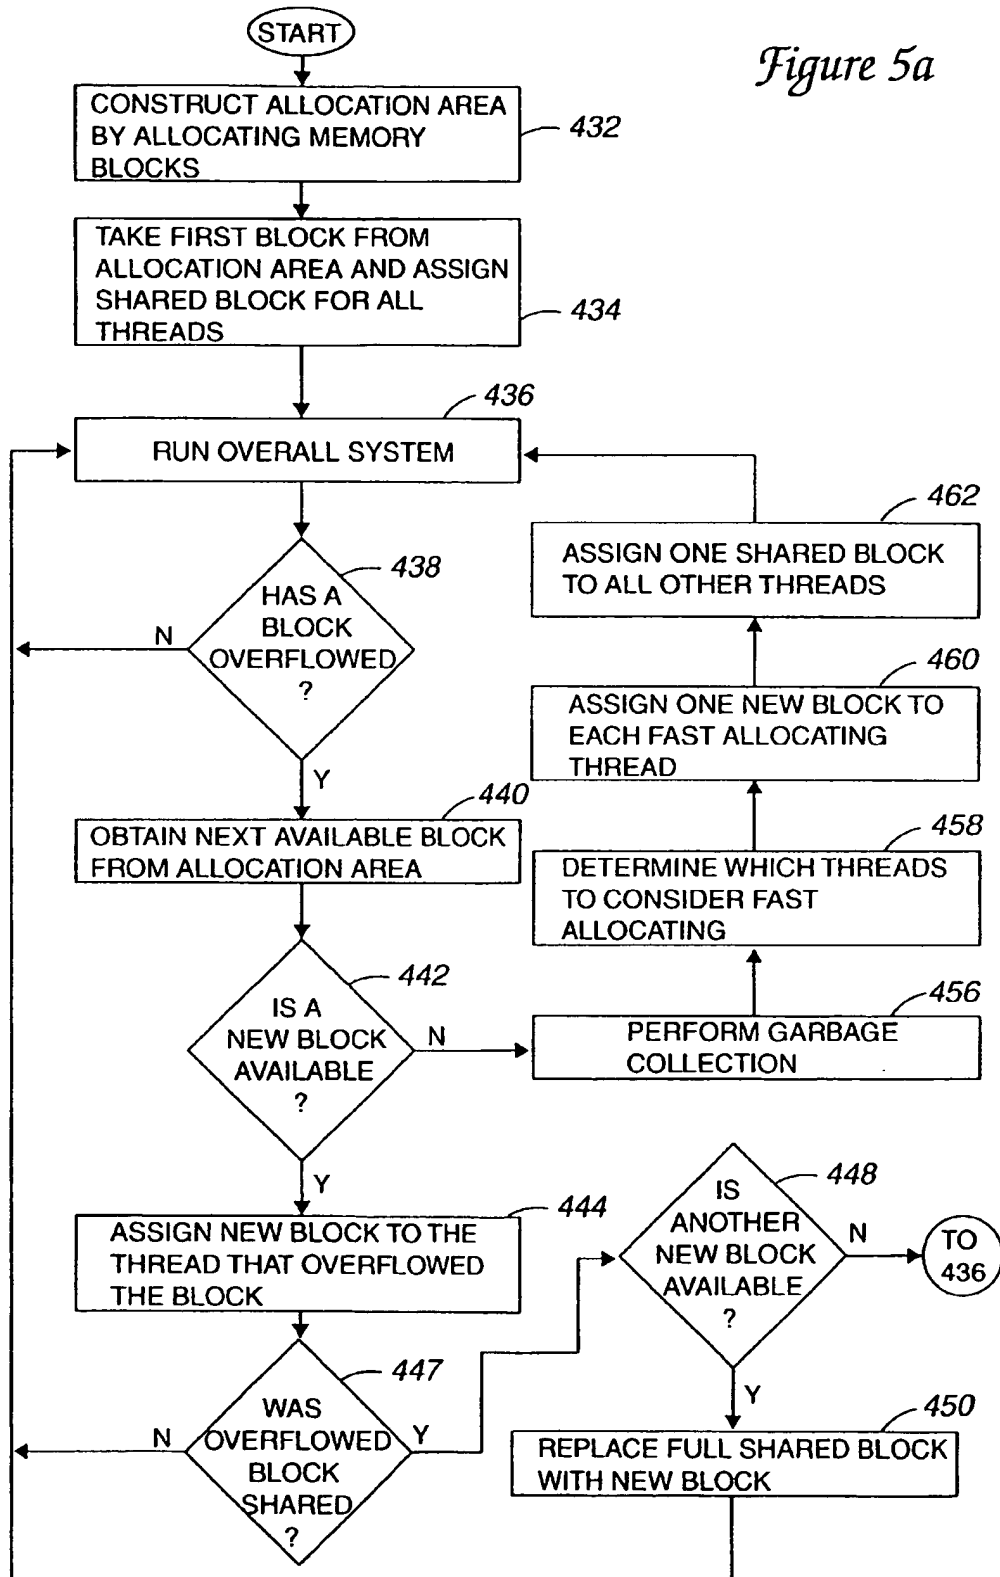 START
Figure 5a
CONSTRUCT ALLOCATION AREA
BY ALLOCATING MEMORY
BLOCKS
432
TAKE FIRST BLOCK FROM
ALLOCATION AREA AND ASSIGN
SHARED BLOCK FOR ALL
THREADS
434
436
RUN OVERALL SYSTEM
438
HAS A
BLOCK
OVERFLOWED
?
N
Y
440
OBTAIN NEXT AVAILABLE BLOCK
FROM ALLOCATION AREA
442
IS A
NEW BLOCK
AVAILABLE
?
N
Y
462
ASSIGN ONE SHARED BLOCK
TO ALL OTHER THREADS
460
ASSIGN ONE NEW BLOCK TO
EACH FAST ALLOCATING
THREAD
458
DETERMINE WHICH THREADS
TO CONSIDER FAST
ALLOCATING
456
PERFORM GARBAGE
COLLECTION
444
ASSIGN NEW BLOCK TO THE
THREAD THAT OVERFLOWED
THE BLOCK
447
WAS
OVERFLOWED
BLOCK
SHARED
?
N
Y
448
IS
ANOTHER
NEW BLOCK
AVAILABLE
?
N
TO
436
Y
450
REPLACE FULL SHARED BLOCK
WITH NEW BLOCK